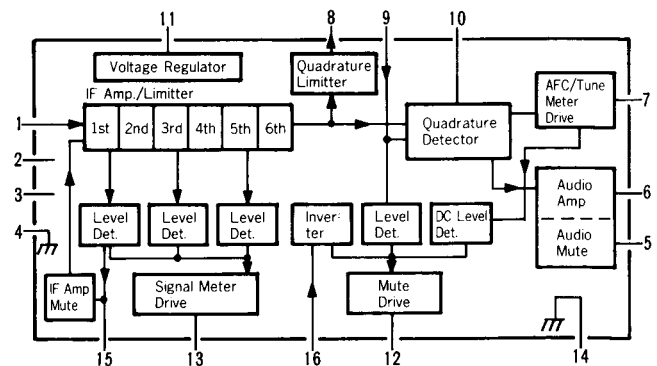 11
8
9
10
Voltage Regulator
Quadrature
Limitter
AFC/Tune
Meter
Drive
7
IF Amp./Limitter
1
1st 2nd 3rd 4th 5th 6th
Quadrature
Detector
2
3
4
Level
Det.
Level
Det.
Level
Det.
Inver-
ter
Level
Det.
DC Level
Det.
Audio
Amp
6
Audio
Mute
5
IF Amp
Mute
Signal Meter
Drive
Mute Drive
15
13
16
12
14